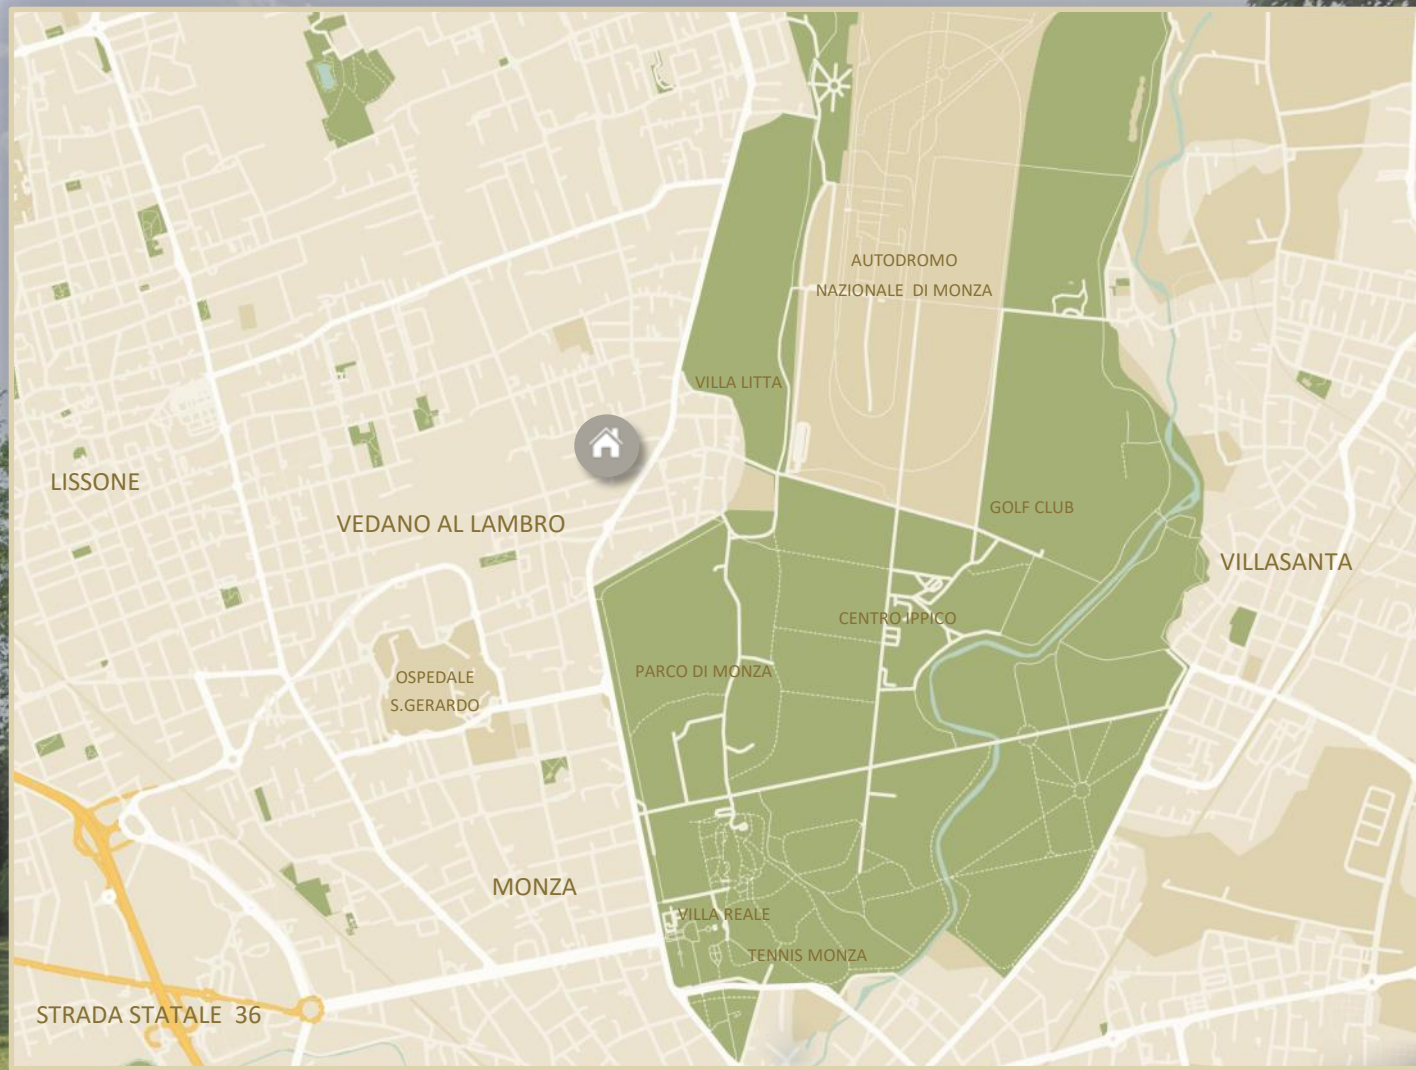 AUTODROMO
NAZIONALE DI MONZA
VILLA LITTA
LISSONE
VEDANO AL LAMBRO
GOLF CLUB
VILLASANTA
CENTRO IPPICO
OSPEDALE
S.GERARDO
PARCO DI MONZA
MONZA
VILLA REALE
TENNIS MONZA
STRADA STATALE 36